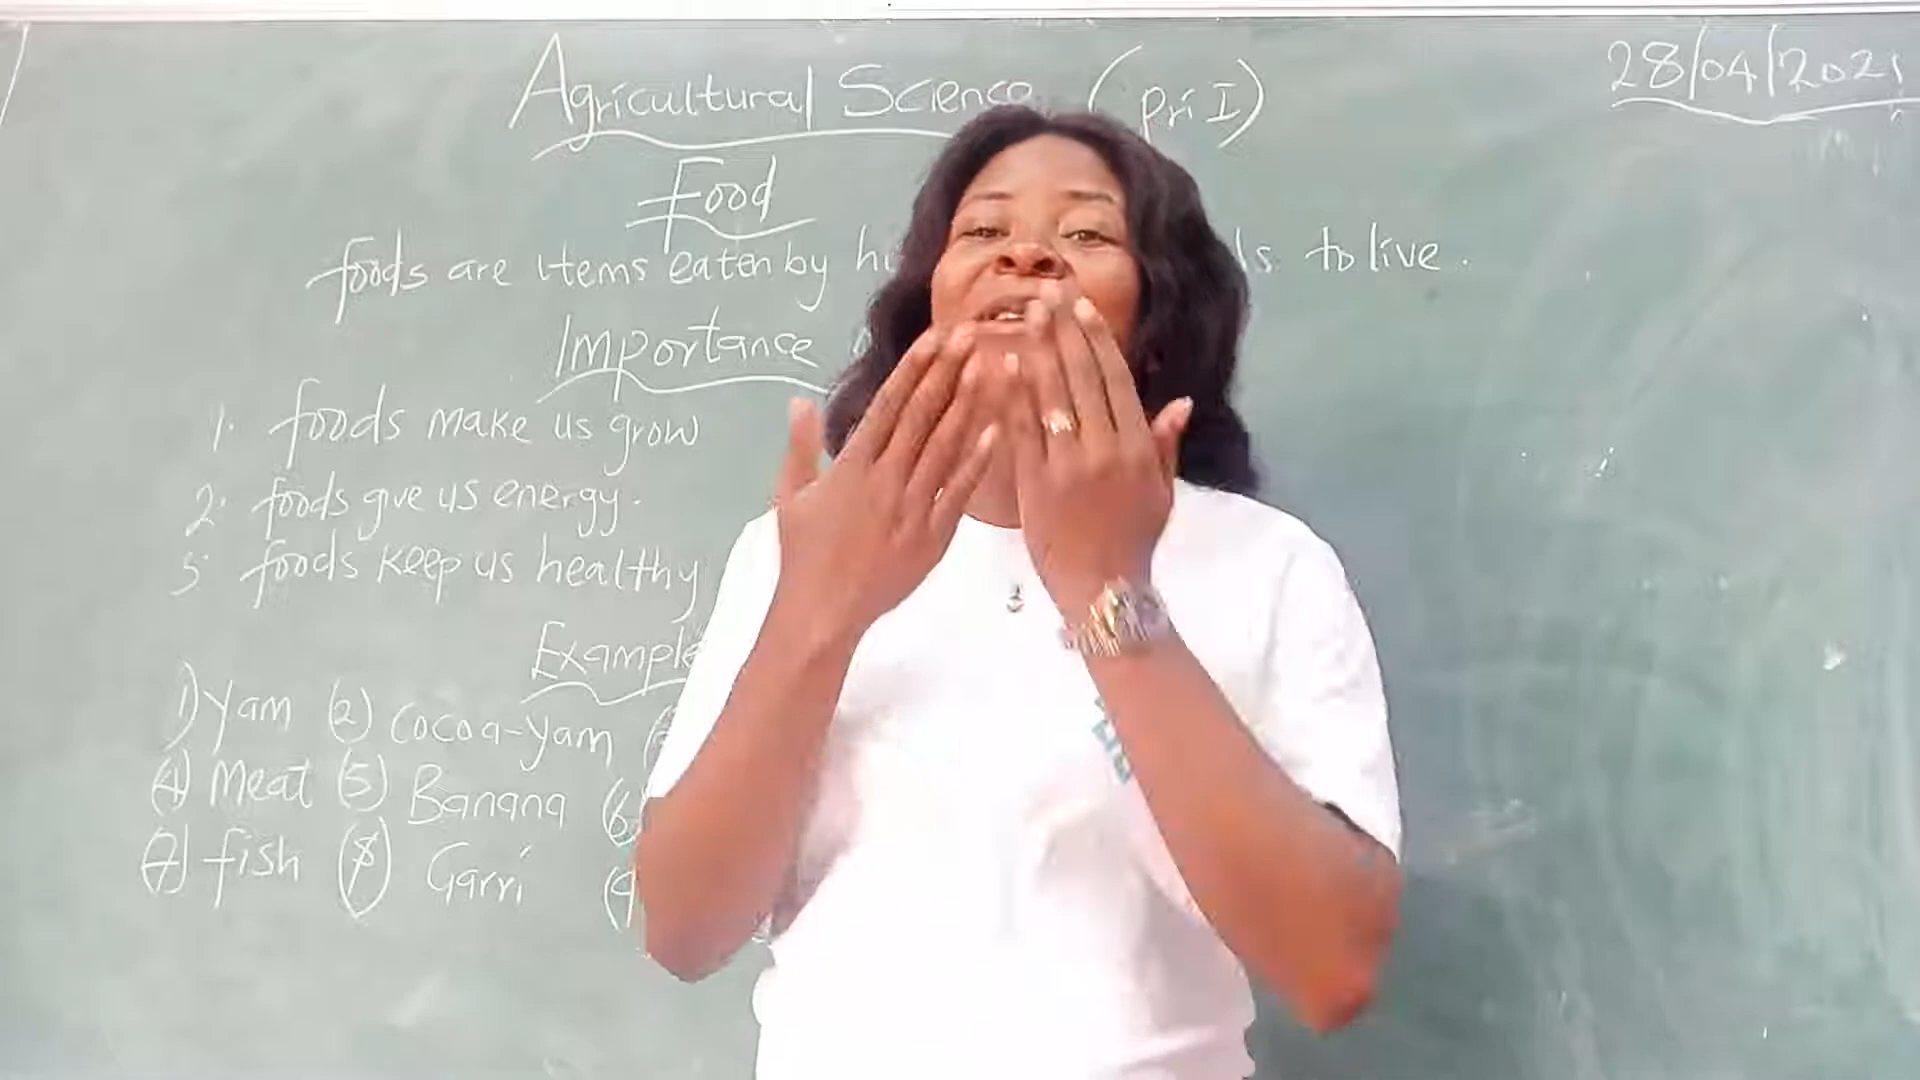 Agricultural Science (Pri I)
28/04/2021
Food
foods are items eaten by to live.
Importance
1. foods make us grow
2. foods give us energy.
3. foods keep us healthy
Example
1) Yam (2) Cocoa-yam
(4) Meat (5) Banana (6)
(7) fish (8) Garri (9